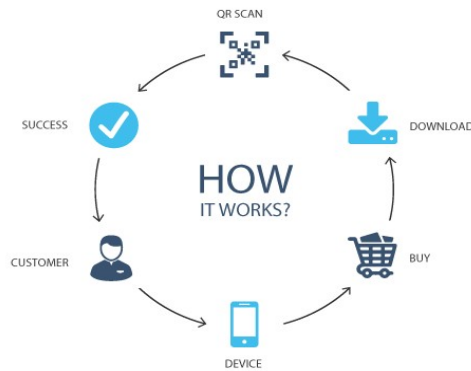 QR SCAN
SUCCESS
DOWNLOAD
HOW
IT WORKS?
CUSTOMER
BUY
DEVICE